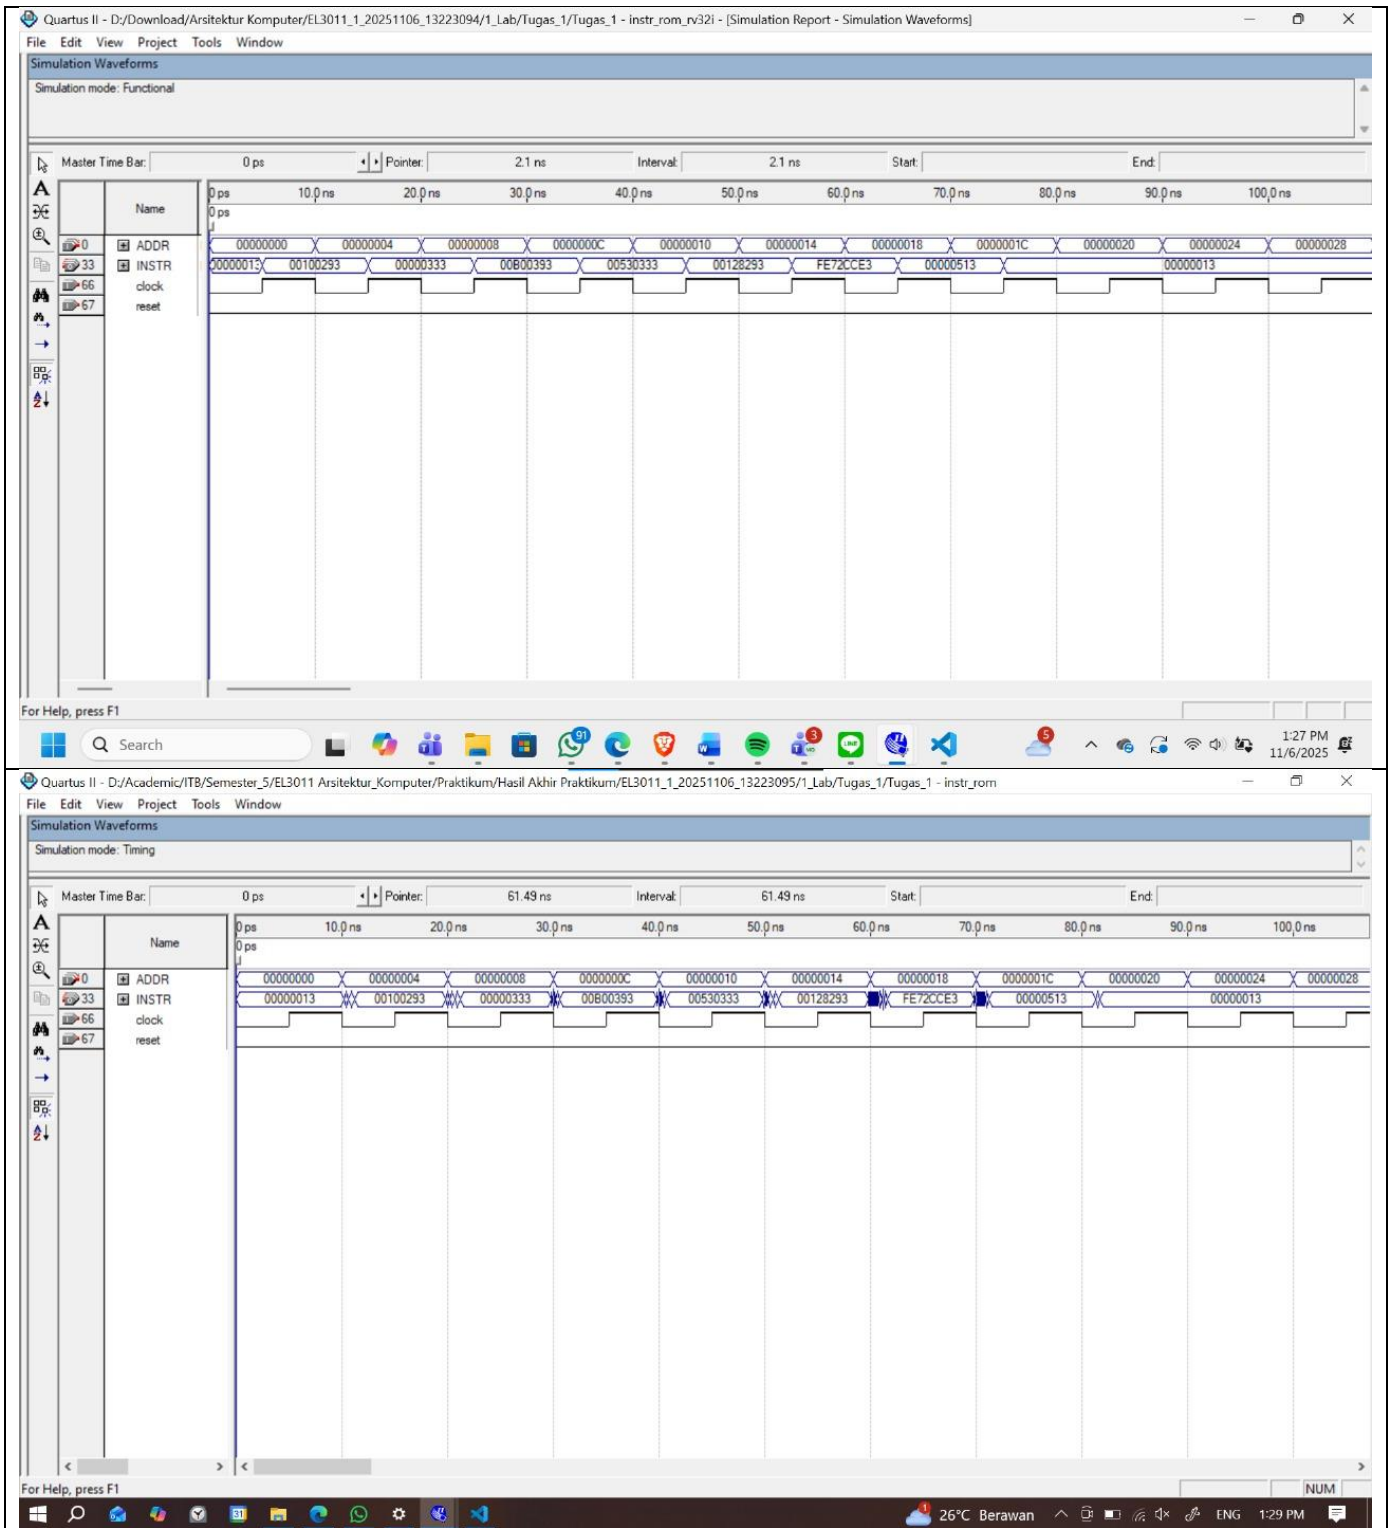 Quartus II - D:/Download/Arsitektur Komputer/EL3011_1_20251106_13223094/1_Lab/Tugas_1/Tugas_1 - instr_rom_rv32i - [Simulation Report - Simulation Waveforms]
File Edit View Project Tools Window
Simulation Waveforms
Simulation mode: Functional
Master Time Bar: 0 ps Pointer: 2.1 ns Interval: 2.1 ns Start: End:
Name 0 ps 10.0 ns 20.0 ns 30.0 ns 40.0 ns 50.0 ns 60.0 ns 70.0 ns 80.0 ns 90.0 ns 100.0 ns
0 ps
0 ADDR 00000000 00000004 00000008 0000000C 00000010 00000014 00000018 0000001C 00000020 00000024 00000028
33 INSTR 00000013 00100293 00000333 00B00393 00530333 00128293 FE72CCE3 00000513 00000013
66 clock
67 reset
For Help, press F1
Search 91 3 5 1:27 PM
11/6/2025
Quartus II - D:/Academic/ITB/Semester_5/EL3011 Arsitektur_Komputer/Praktikum/Hasil Akhir Praktikum/EL3011_1_20251106_13223095/1_Lab/Tugas_1/Tugas_1 - instr_rom
File Edit View Project Tools Window
Simulation Waveforms
Simulation mode: Timing
Master Time Bar: 0 ps Pointer: 61.49 ns Interval: 61.49 ns Start: End:
Name 0 ps 10.0 ns 20.0 ns 30.0 ns 40.0 ns 50.0 ns 60.0 ns 70.0 ns 80.0 ns 90.0 ns 100.0 ns
0 ps
0 ADDR 00000000 00000004 00000008 0000000C 00000010 00000014 00000018 0000001C 00000020 00000024 00000028
33 INSTR 00000013 00100293 00000333 00B00393 00530333 00128293 FE72CCE3 00000513 00000013
66 clock
67 reset
For Help, press F1 NUM
31 1 26°C Berawan ENG 1:29 PM